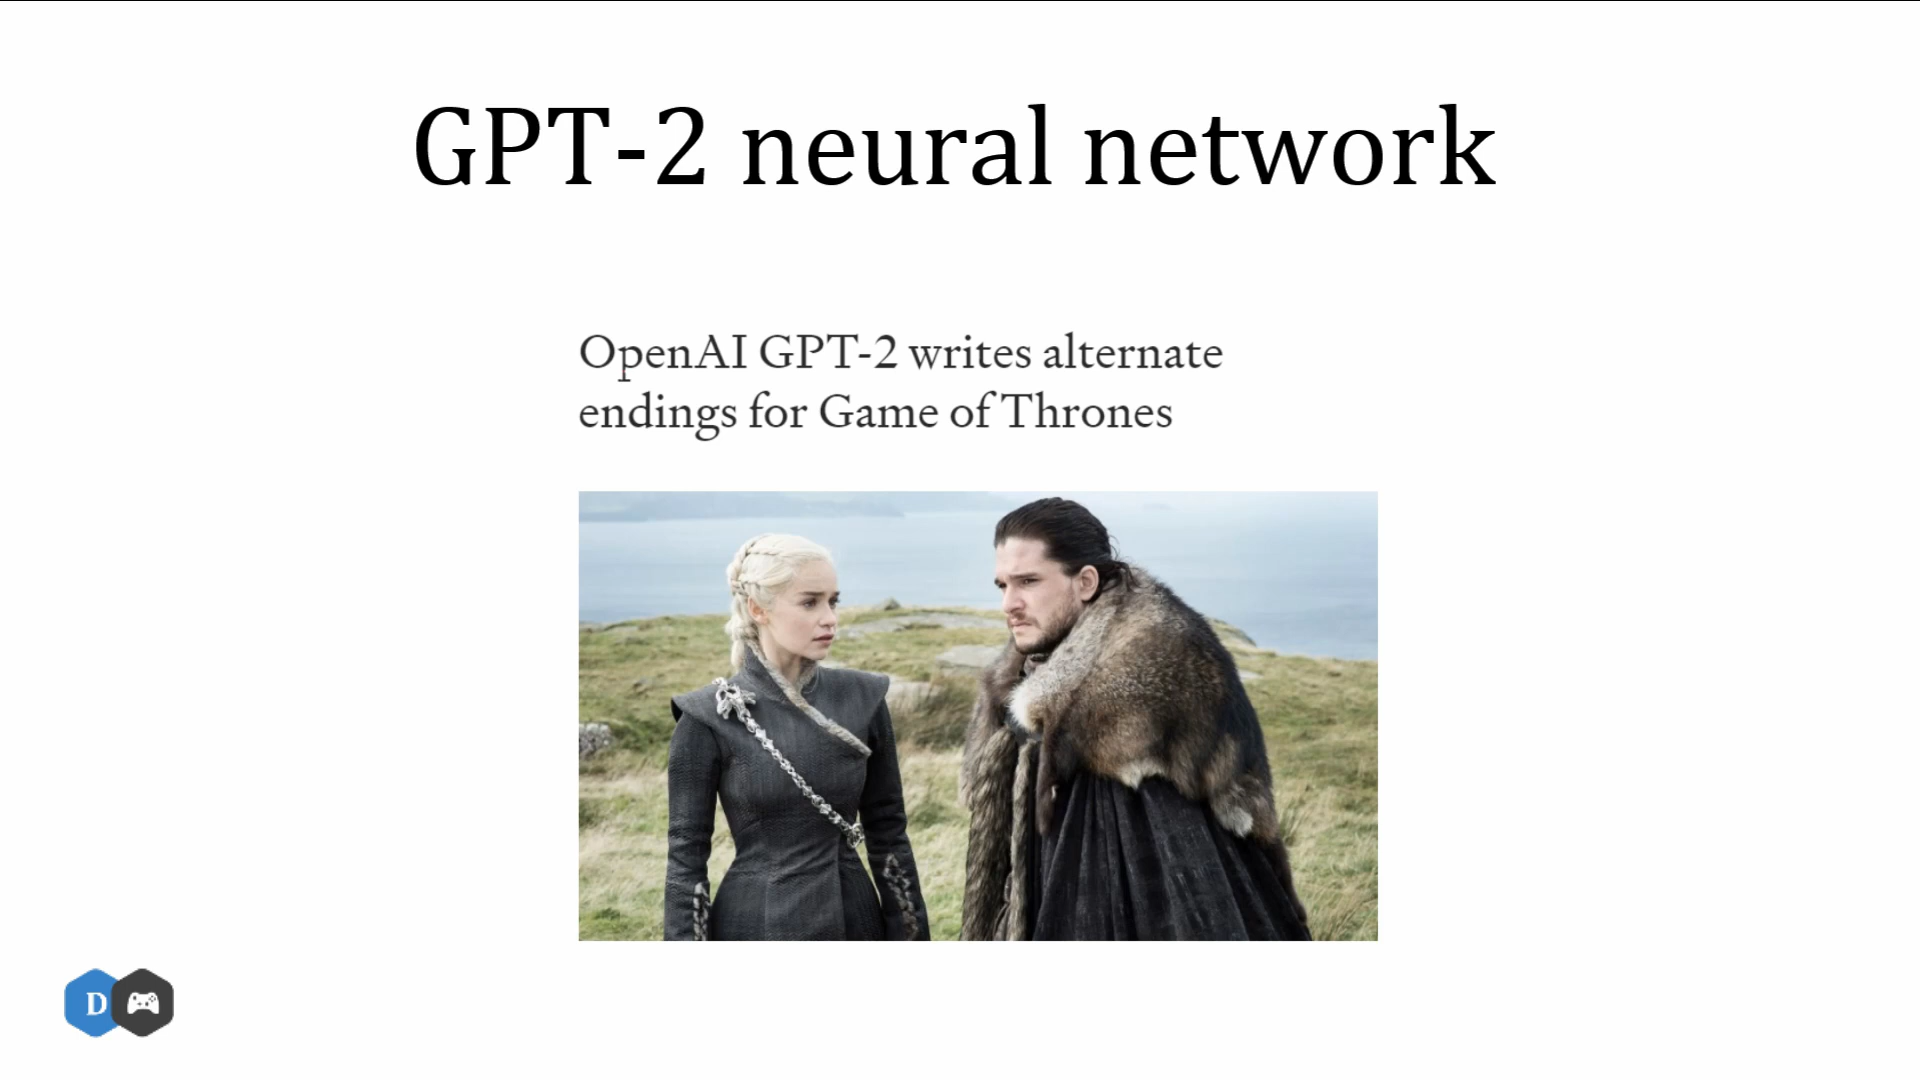 GPT-2 neural network
OpenAI GPT-2 writes alternate
endings for Game of Thrones
D